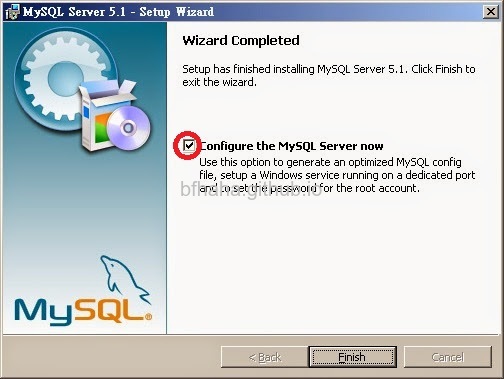 MySQL Server 5.1 - Setup Wizard
Wizard Completed
Setup has finished installing MySQL Server 5.1. Click Finish to
exit the wizard.
Configure the MySQL Server now
Use this option to generate an optimized MySQL config
file, setup a Windows service running on a dedicated port
and to set the password for the root account.
bfhaha.github.io
MySQL®
< Back
Finish
Cancel